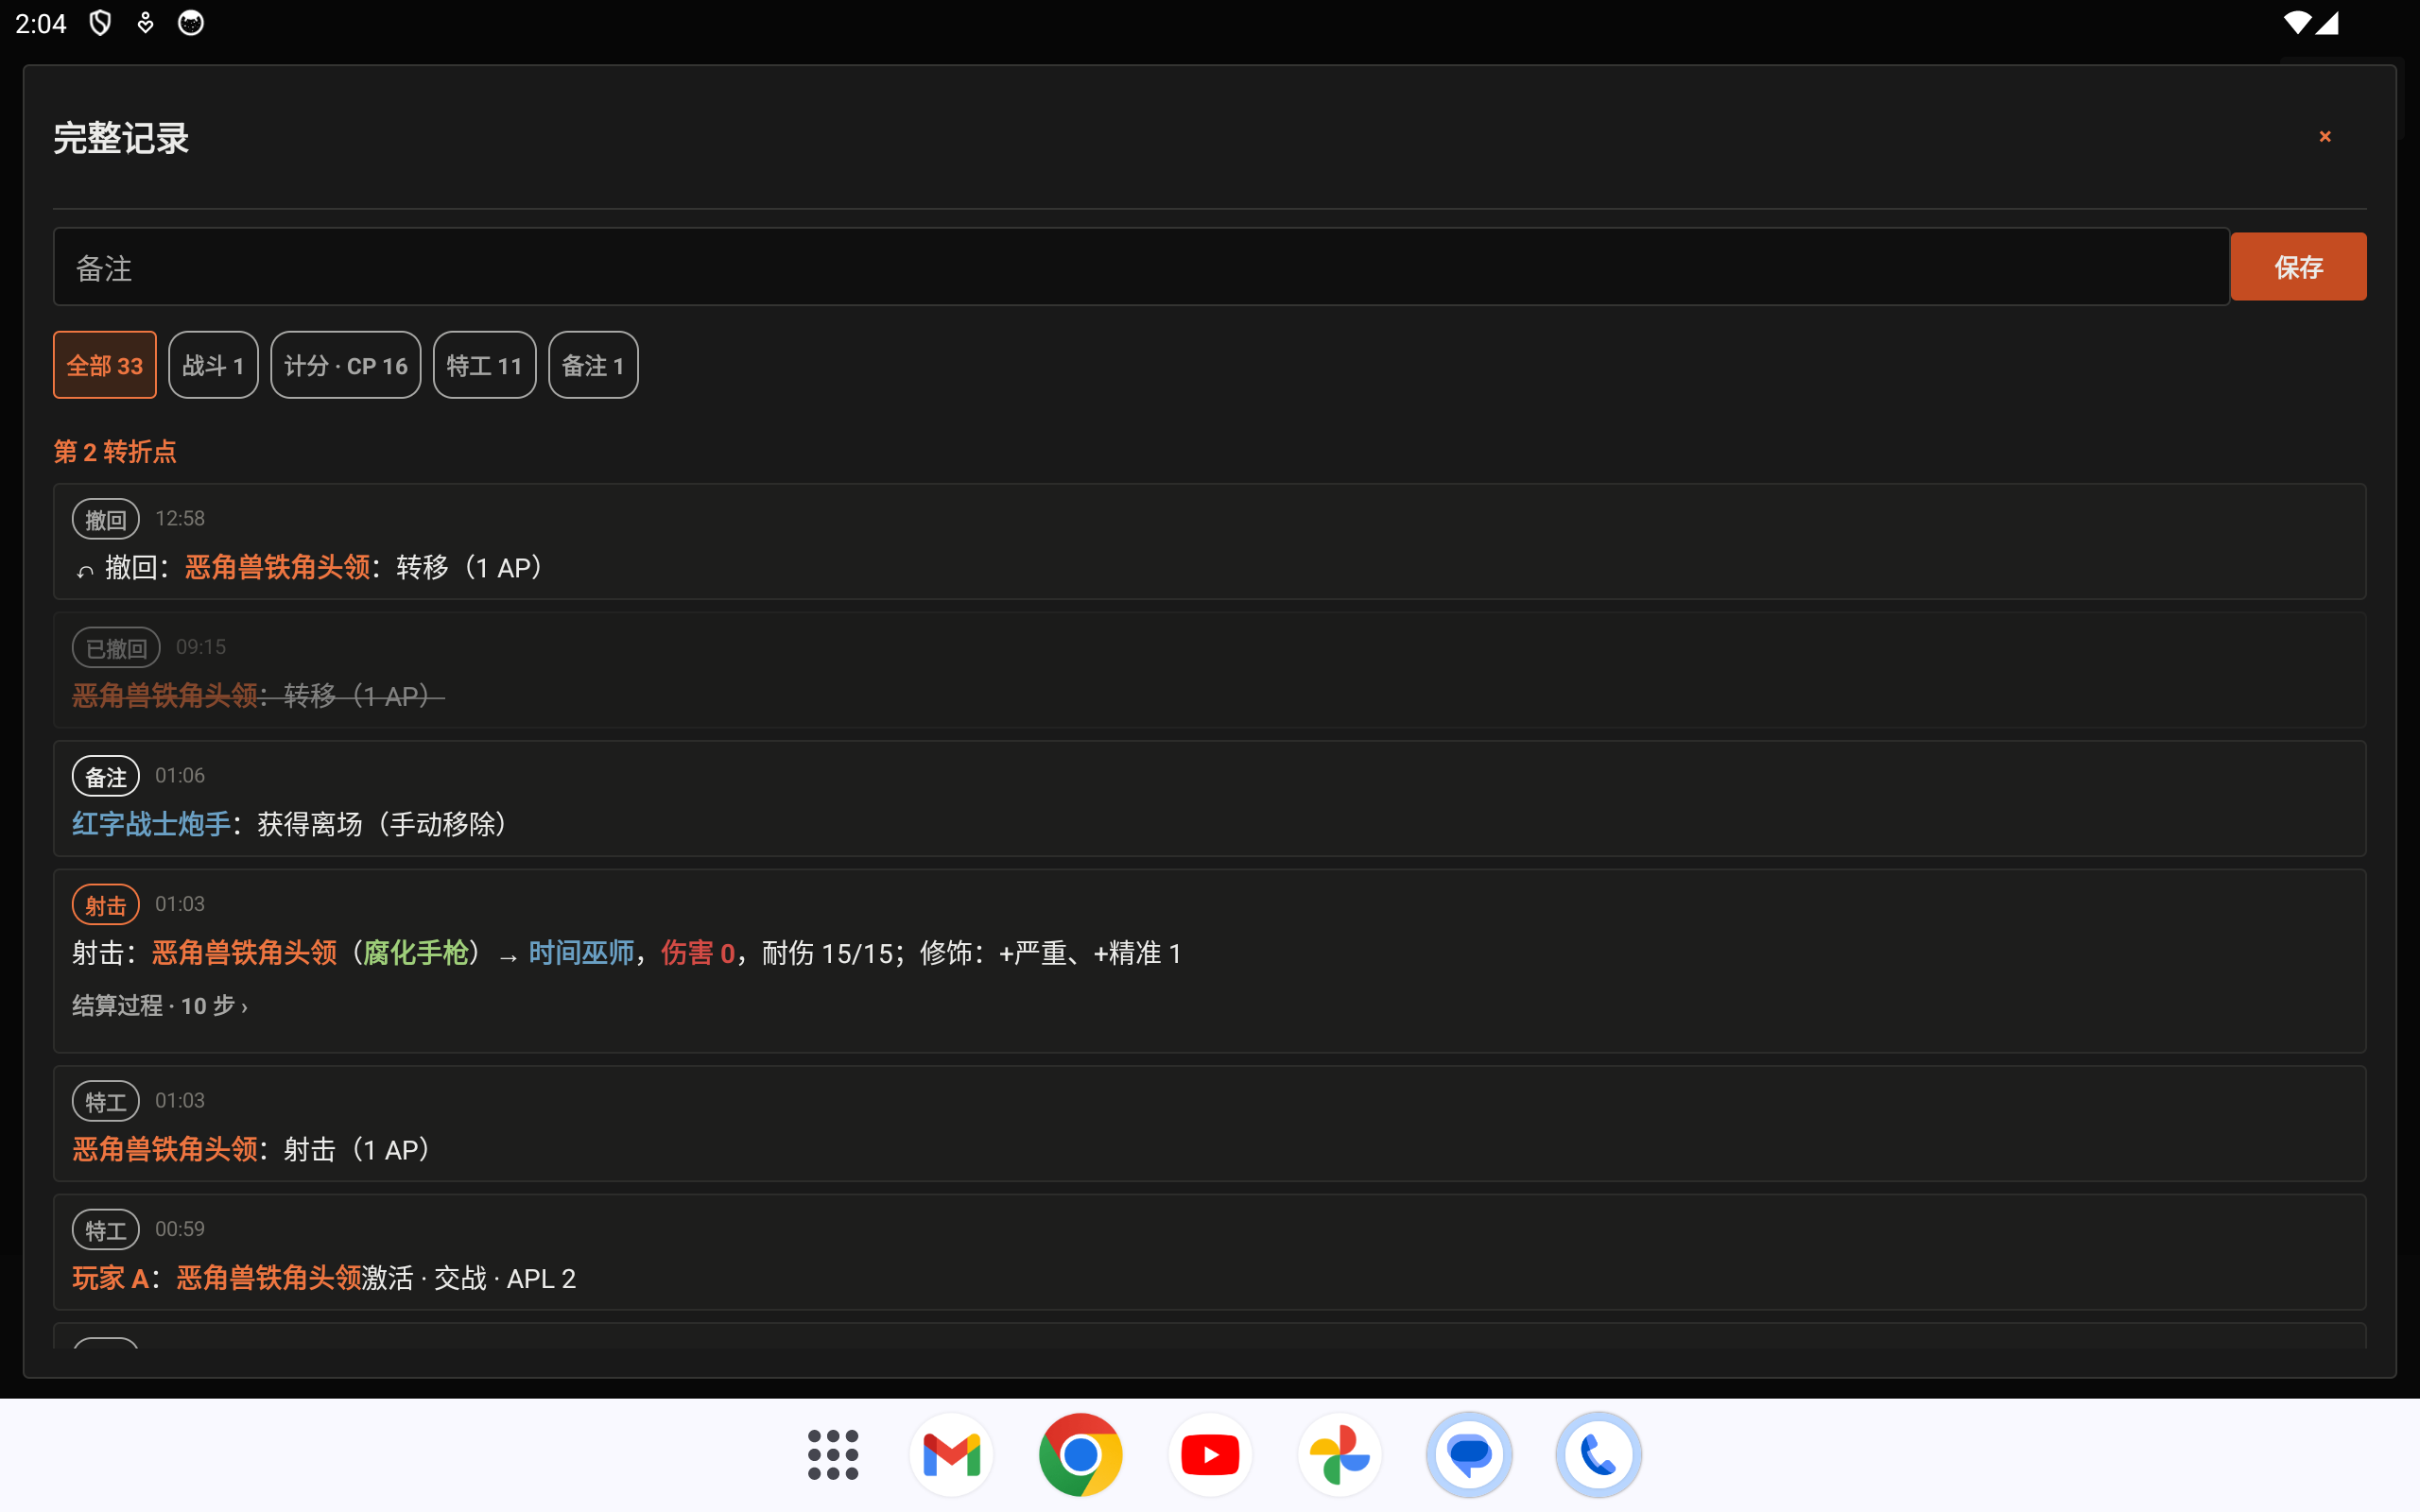 2:04
完整记录
×
备注
保存
全部 33
战斗 1
计分 · CP 16
特工 11
备注 1
第 2 转折点
撤回 12:58
撤回：恶角兽铁角头领：转移（1 AP）
已撤回 09:15
恶角兽铁角头领：转移（1 AP）
备注 01:06
红字战士炮手：获得离场（手动移除）
射击 01:03
射击：恶角兽铁角头领（腐化手枪）→ 时间巫师，伤害 0，耐伤 15/15；修饰：+严重、+精准 1
结算过程 · 10 步 ›
特工 01:03
恶角兽铁角头领：射击（1 AP）
特工 00:59
玩家 A：恶角兽铁角头领激活 · 交战 · APL 2